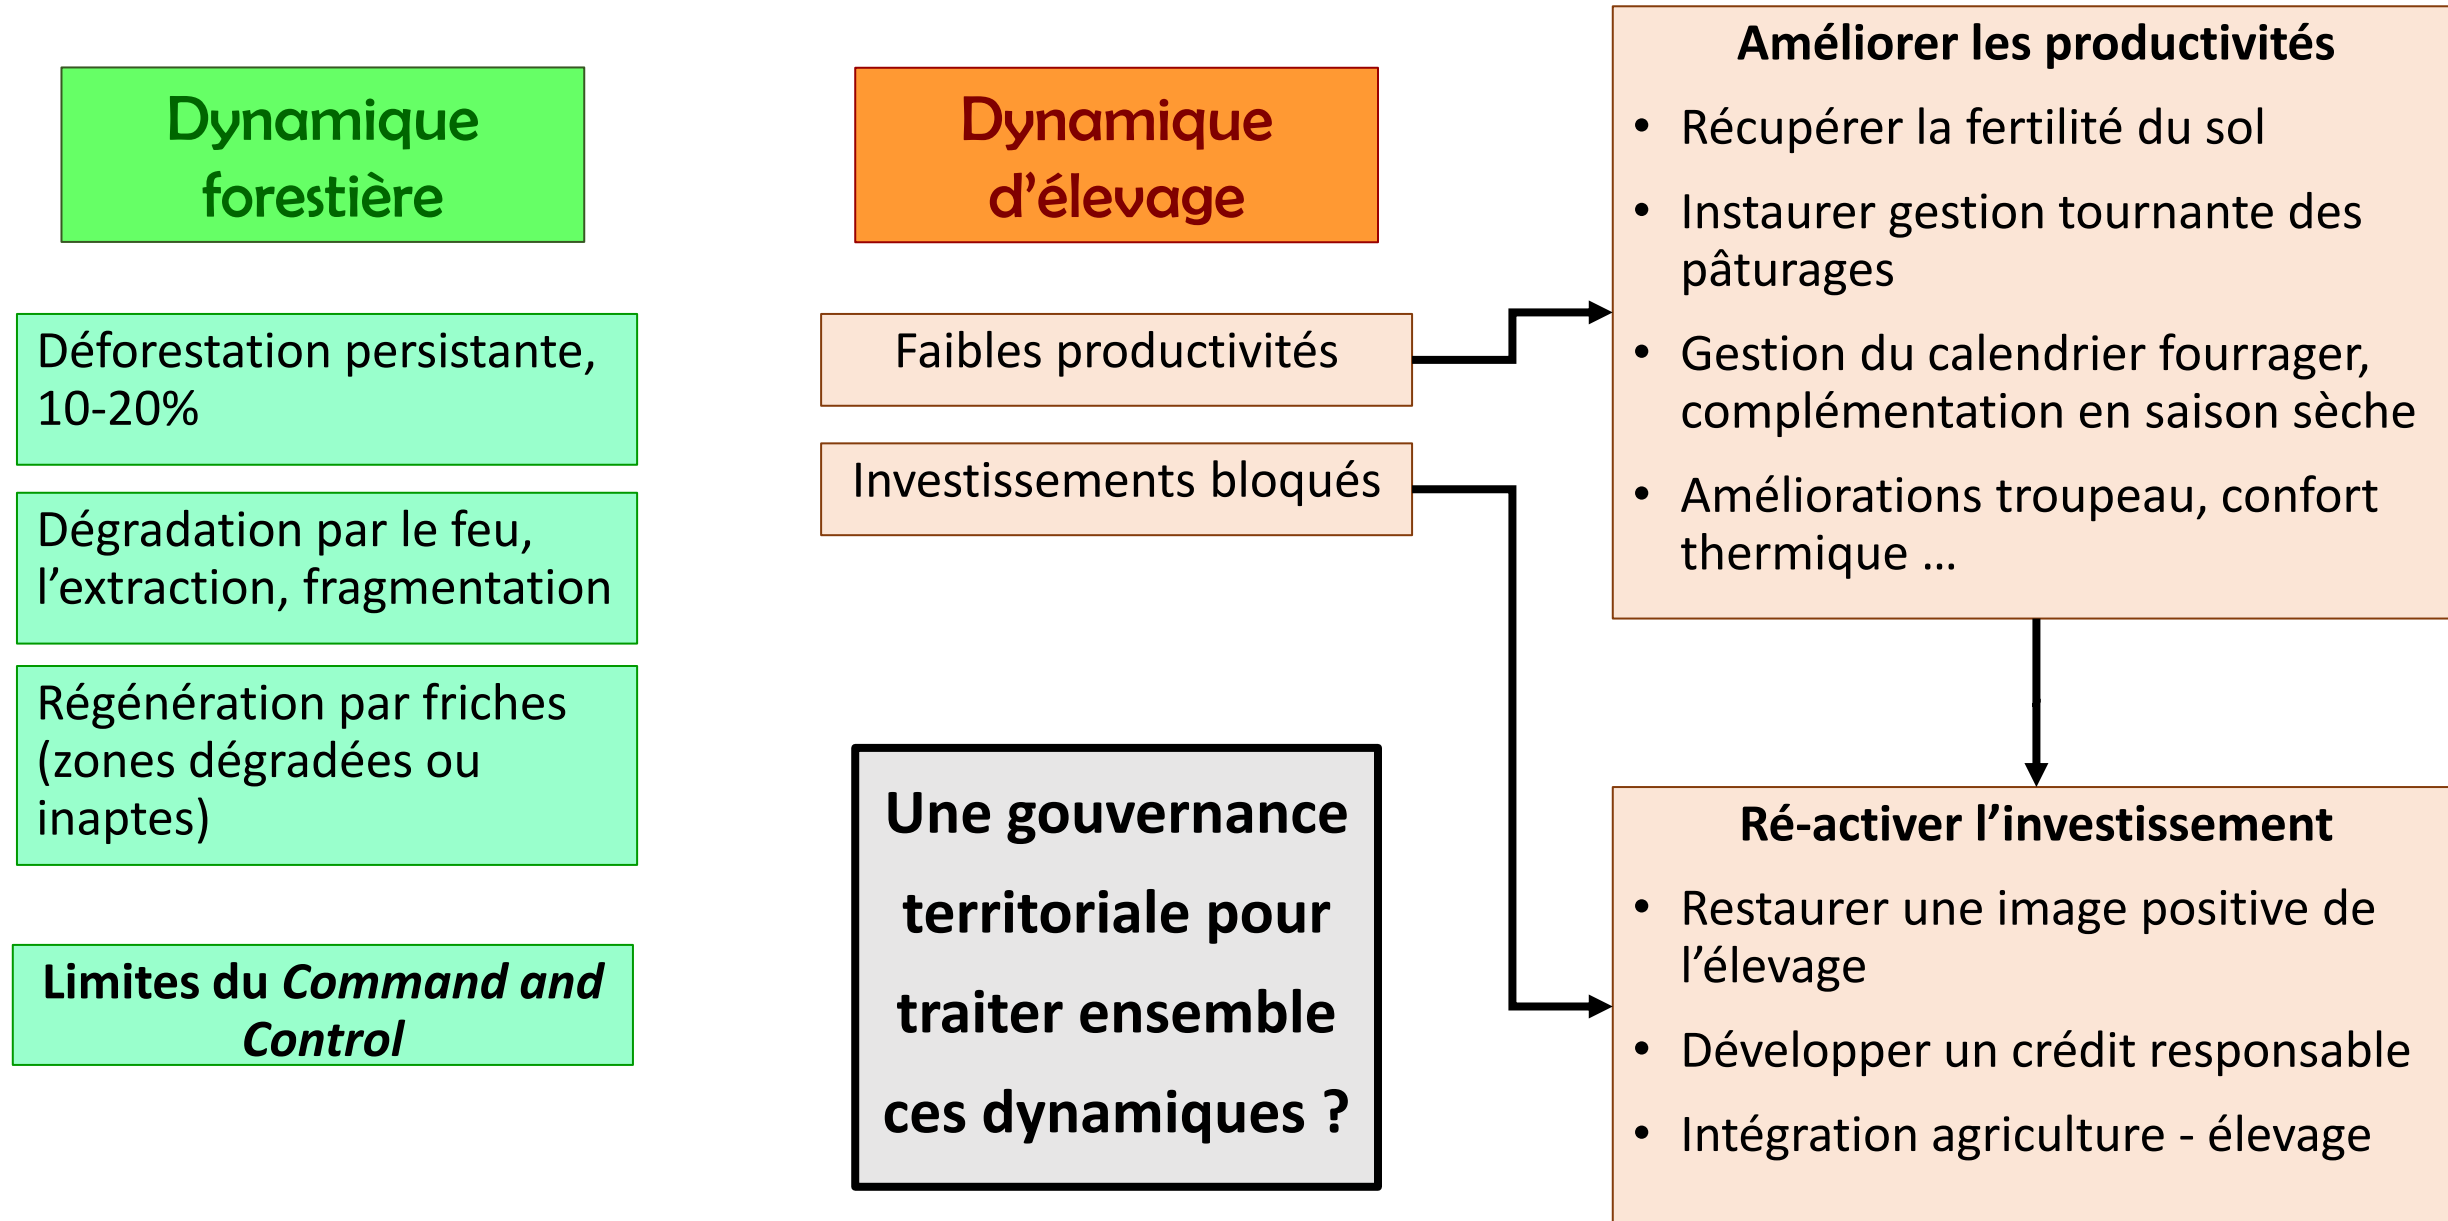 Dynamique
forestière
Déforestation persistante,
10-20%
Dégradation par le feu,
l’extraction, fragmentation
Régénération par friches
(zones dégradées ou
inaptes)
Limites du Command and
Control
Dynamique
d’élevage
Faibles productivités
Investissements bloqués
Une gouvernance
territoriale pour
traiter ensemble
ces dynamiques ?
Améliorer les productivités
• Récupérer la fertilité du sol
• Instaurer gestion tournante des
pâturages
• Gestion du calendrier fourrager,
complémentation en saison sèche
• Améliorations troupeau, confort
thermique …
Ré-activer l’investissement
• Restaurer une image positive de
l’élevage
• Développer un crédit responsable
• Intégration agriculture - élevage